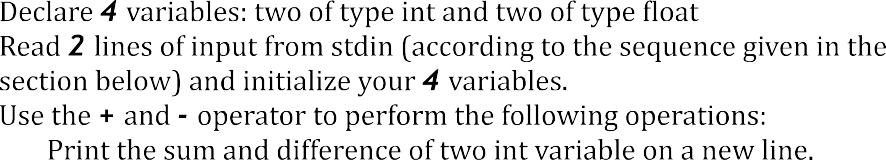 Declare 4 variables: two of type int and two of type float
Read 2 lines of input from stdin (according to the sequence given in the
section below) and initialize your 4 variables.
Use the + and - operator to perform the following operations:
Print the sum and difference of two int variable on a new line.